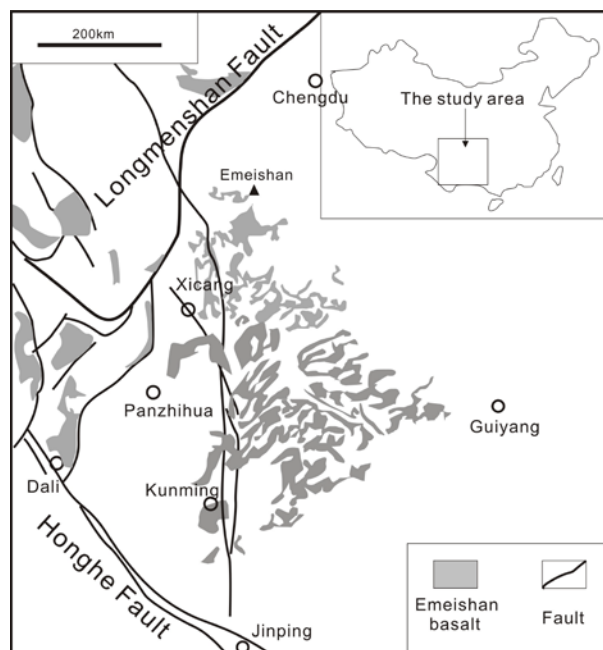 200km
Longmenshan Fault
Chengdu
The study area
Emeishan
Xicang
Panzhihua
Guiyang
Dali
Kunming
Honghe Fault
Jinping
Emeishan
basalt
Fault